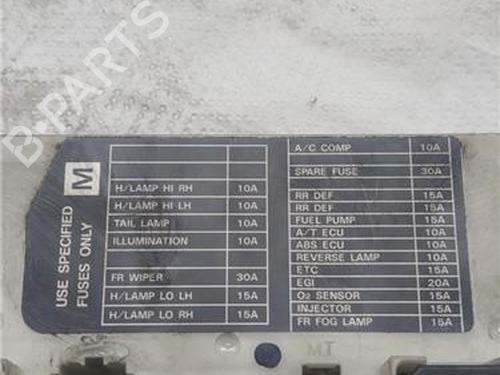 B-PARTS
USE SPECIFIED
FUSES ONLY
M
H/LAMP HI RH 10A
H/LAMP HI LH 10A
TAIL LAMP 10A
ILLUMINATION 10A
FR WIPER 30A
H/LAMP LO LH 15A
H/LAMP LO RH 15A
A/C COMP 10A
SPARE FUSE 30A
RR DEF 15A
RR DEF 15A
FUEL PUMP 15A
A/T ECU 10A
ABS ECU 10A
REVERSE LAMP 10A
ETC 15A
EGI 20A
O2 SENSOR 15A
INJECTOR 15A
FR FOG LAMP 15A
MT